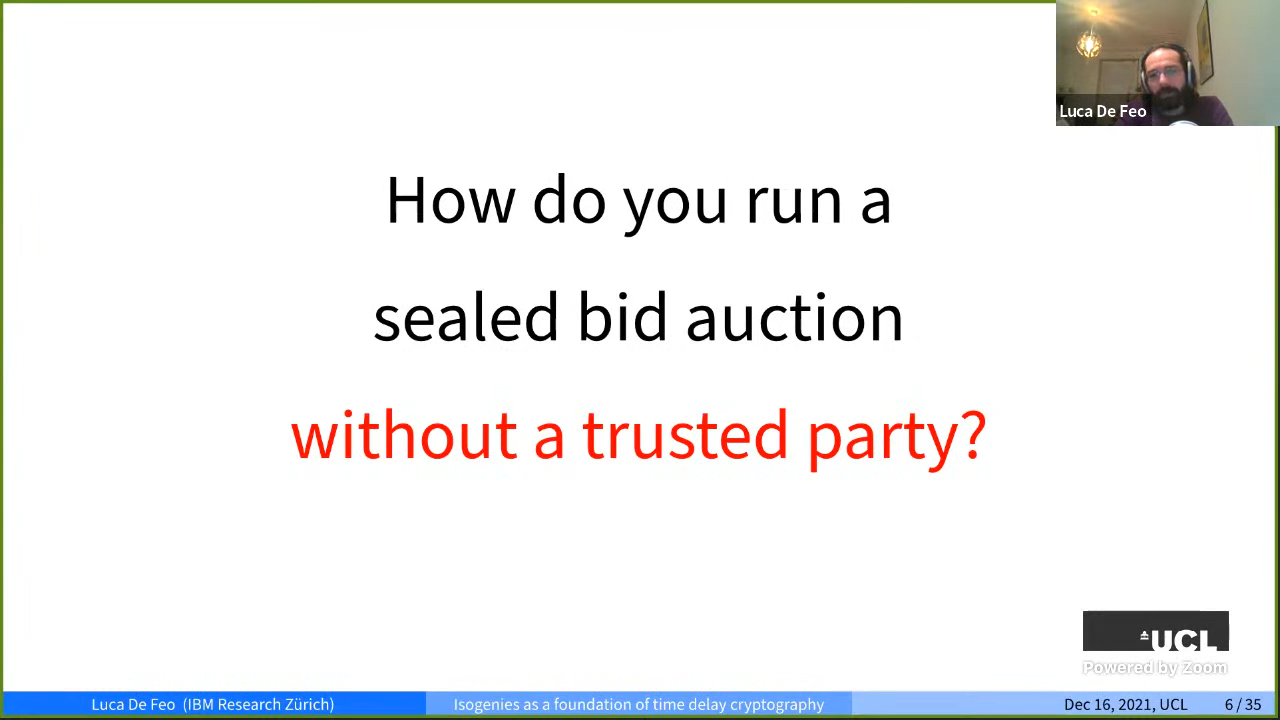 Luca De Feo
How do you run a
sealed bid auction
without a trusted party?
UCL
Powered by Zoom
Luca De Feo (IBM Research Zürich)
Isogenies as a foundation of time delay cryptography
Dec 16, 2021, UCL
6 / 35